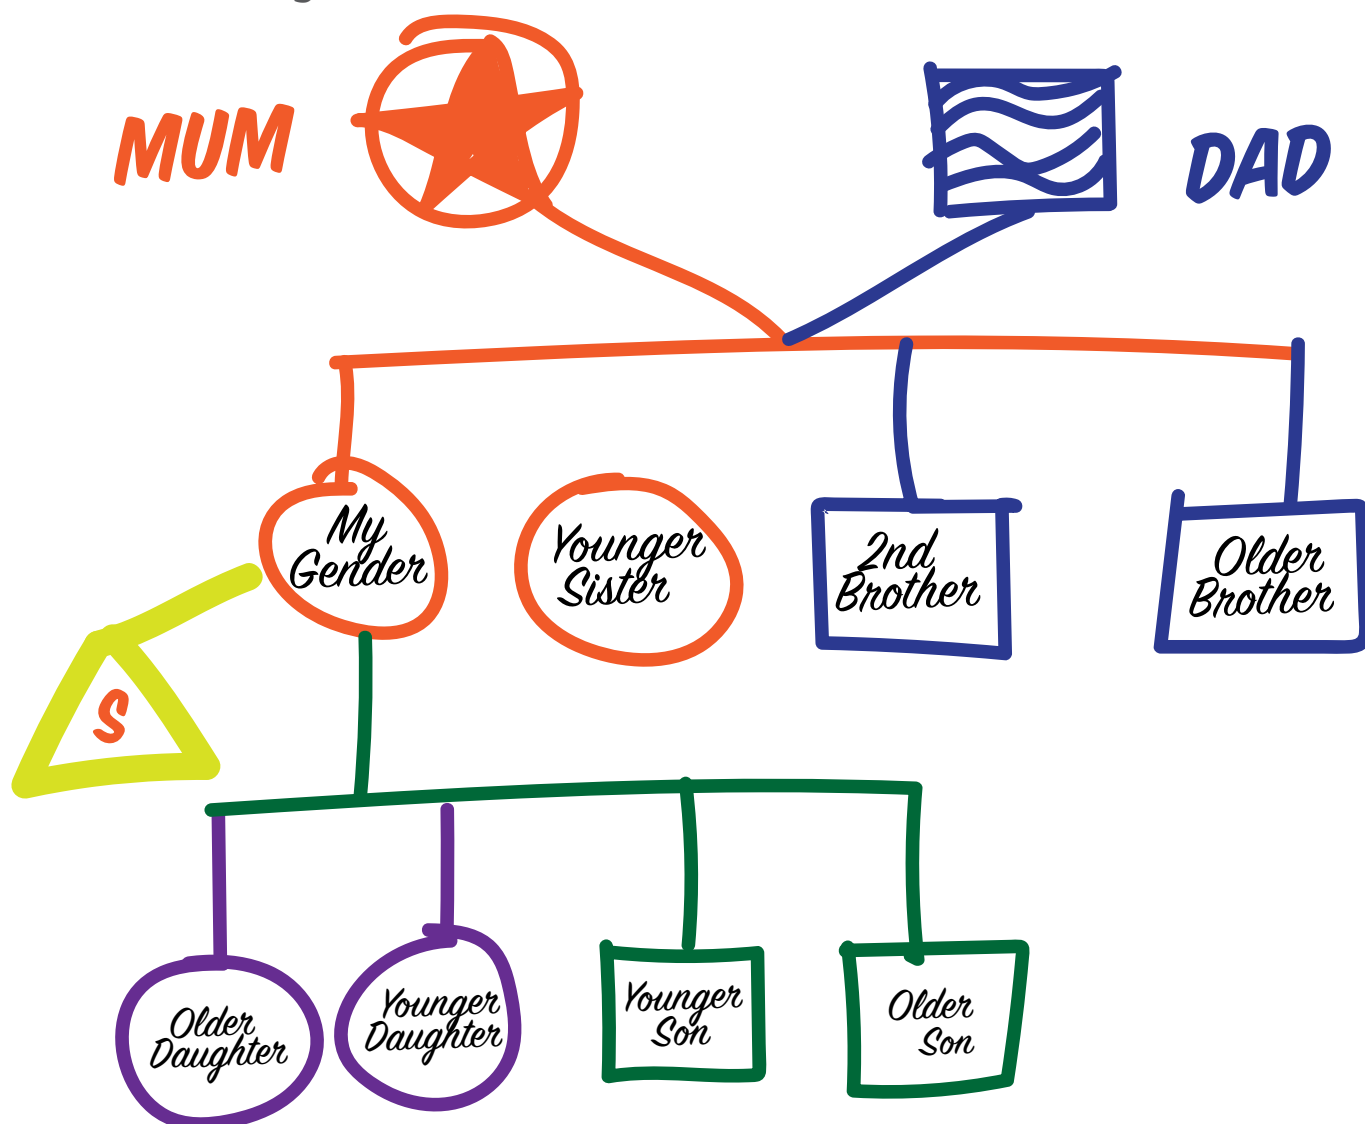 MUM
DAD
My
Gender
Younger
Sister
2nd
Brother
Older
Brother
S
Older
Daughter
Younger
Daughter
Younger
Son
Older
Son